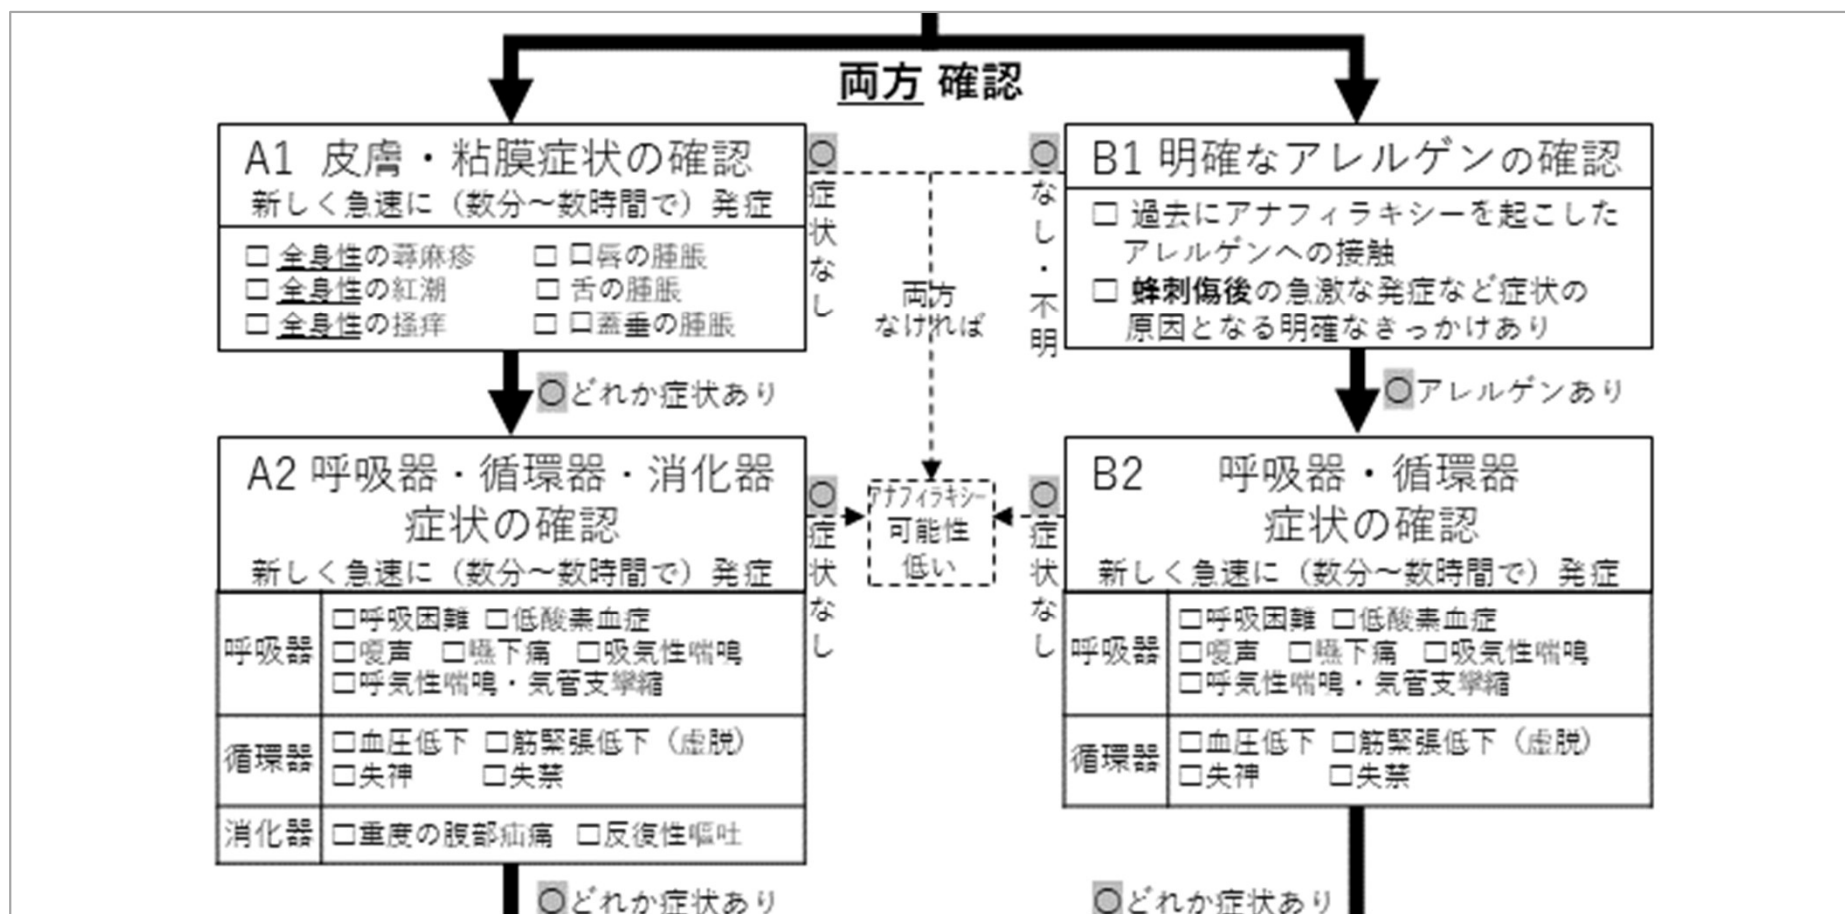 両方 確認
A1 皮膚・粘膜症状の確認
新しく急速に（数分～数時間で）発症
□ 全身性の蕁麻疹 □ 口唇の腫脹
□ 全身性の紅潮 □ 舌の腫脹
□ 全身性の掻痒 □ 口蓋垂の腫脹
○症状なし
○どれか症状あり
A2 呼吸器・循環器・消化器
症状の確認
新しく急速に（数分～数時間で）発症
呼吸器
□呼吸困難 □低酸素血症
□嗄声 □嚥下痛 □吸気性喘鳴
□呼気性喘鳴・気管支攣縮
循環器
□血圧低下 □筋緊張低下（虚脱）
□失神 □失禁
消化器
□重度の腹部疝痛 □反復性嘔吐
○症状なし
○どれか症状あり
両方
なければ
アナフィラキシー
可能性
低い
B1 明確なアレルゲンの確認
□ 過去にアナフィラキシーを起こした
アレルゲンへの接触
□ 蜂刺傷後の急激な発症など症状の
原因となる明確なきっかけあり
○なし・不明
○アレルゲンあり
B2 呼吸器・循環器
症状の確認
新しく急速に（数分～数時間で）発症
呼吸器
□呼吸困難 □低酸素血症
□嗄声 □嚥下痛 □吸気性喘鳴
□呼気性喘鳴・気管支攣縮
循環器
□血圧低下 □筋緊張低下（虚脱）
□失神 □失禁
○症状なし
○どれか症状あり